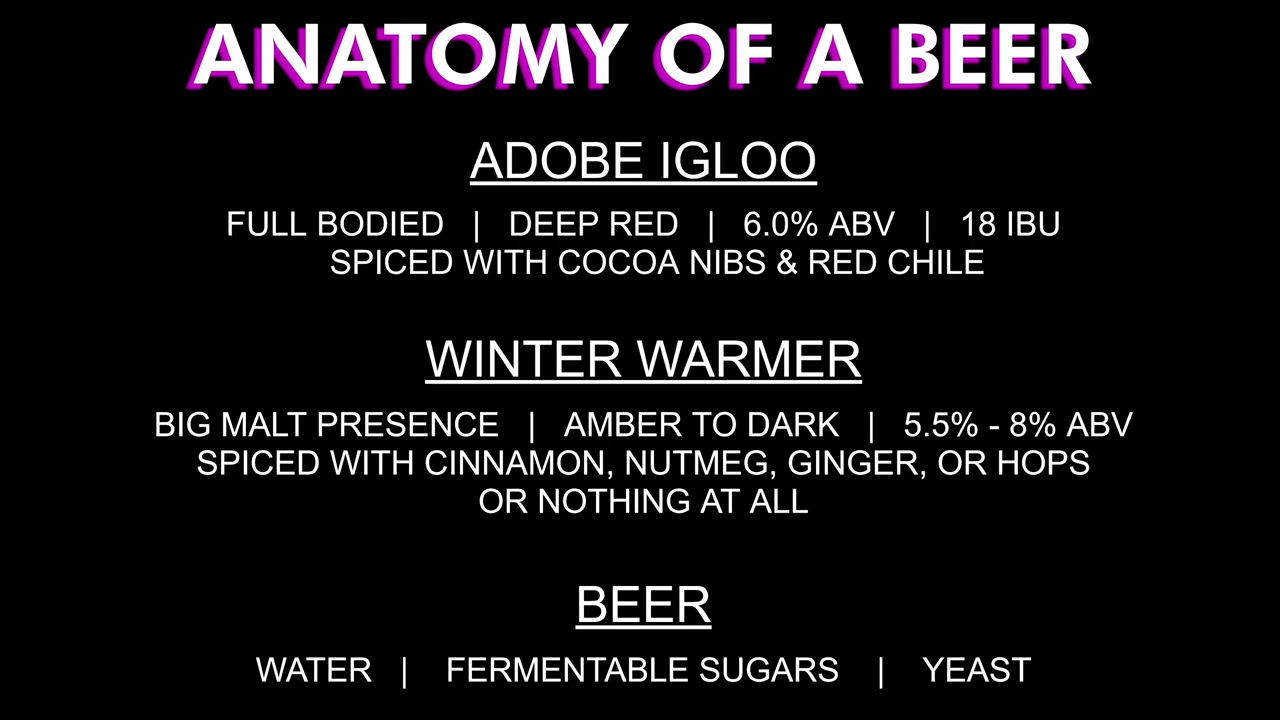 ANATOMY OF A BEER
ADOBE IGLOO
FULL BODIED | DEEP RED | 6.0% ABV | 18 IBU
SPICED WITH COCOA NIBS & RED CHILE
WINTER WARMER
BIG MALT PRESENCE | AMBER TO DARK | 5.5% - 8% ABV
SPICED WITH CINNAMON, NUTMEG, GINGER, OR HOPS
OR NOTHING AT ALL
BEER
WATER | FERMENTABLE SUGARS | YEAST